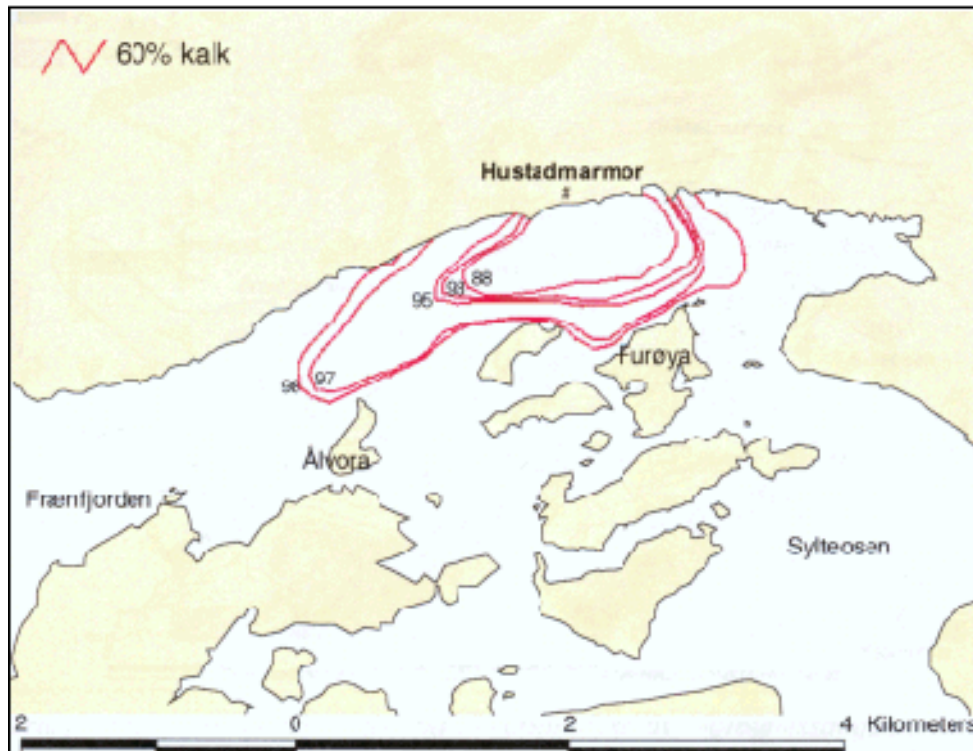 60% kalk
Hustadmarmor
88
93
95
Furøya
97
98
Ålvora
Frænfjorden
Sylteosen
2 0 2 4 Kilometers